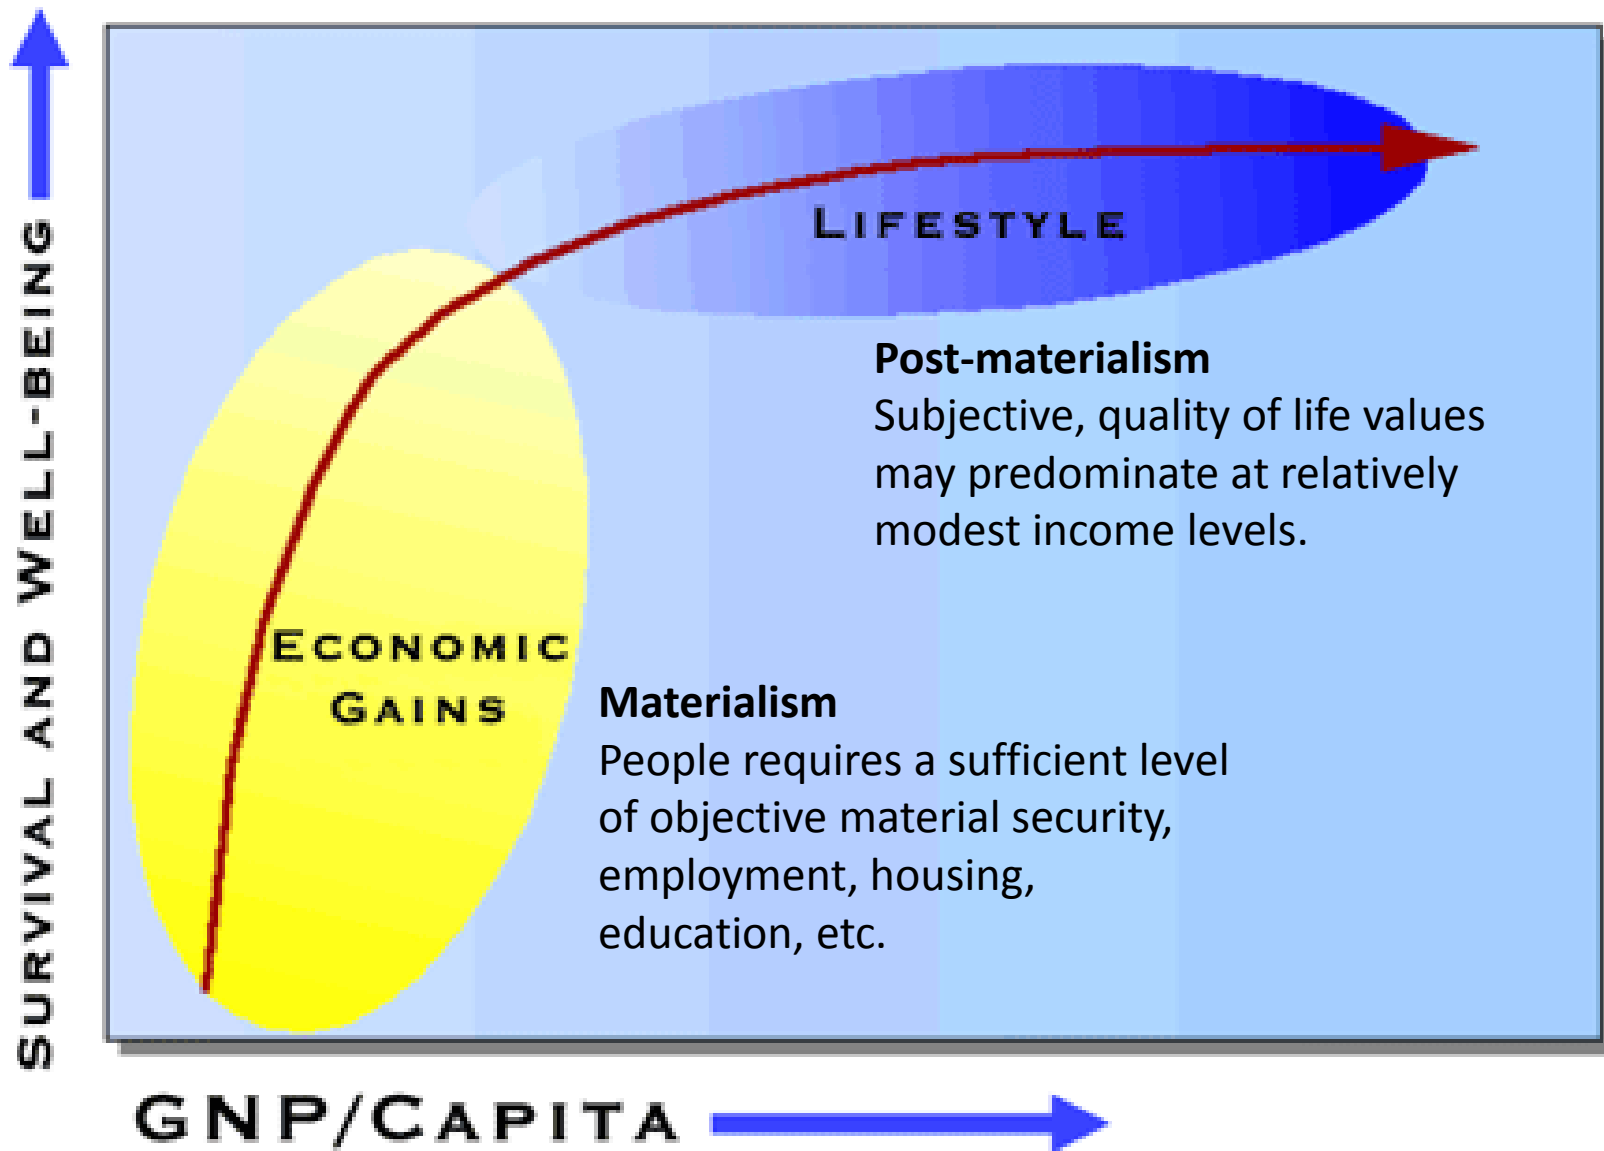 SURVIVAL AND WELL-BEING
LIFESTYLE
Post-materialism
Subjective, quality of life values
may predominate at relatively
modest income levels.
ECONOMIC
GAINS
Materialism
People requires a sufficient level
of objective material security,
employment, housing,
education, etc.
GNP/CAPITA